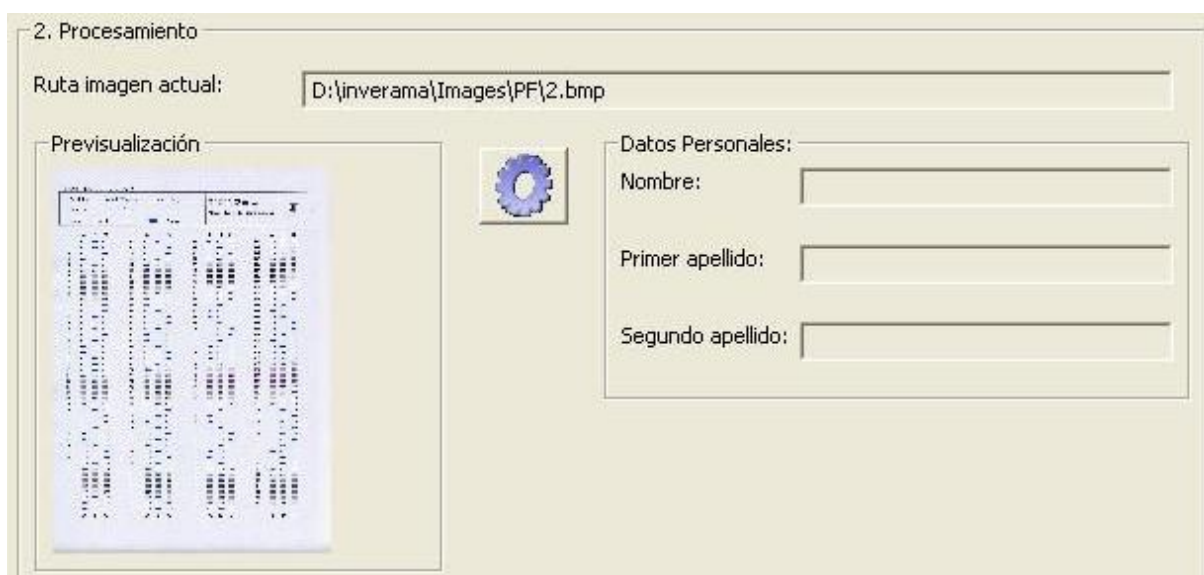 2. Procesamiento
Ruta imagen actual:
D:\inverama\Images\PF\2.bmp
Previsualización
Datos Personales:
Nombre:
Primer apellido:
Segundo apellido: